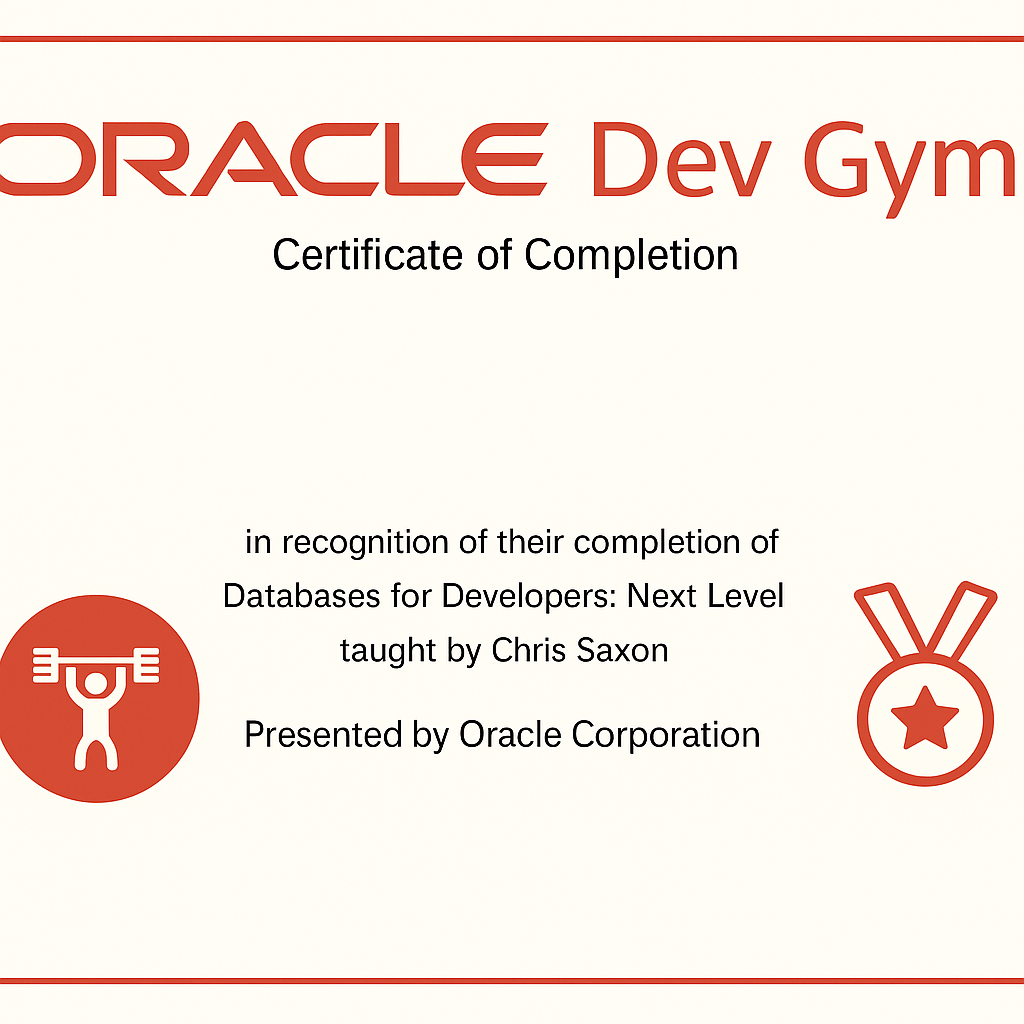 ORACLE Dev Gym
Certificate of Completion
in recognition of their completion of
Databases for Developers: Next Level
taught by Chris Saxon
Presented by Oracle Corporation